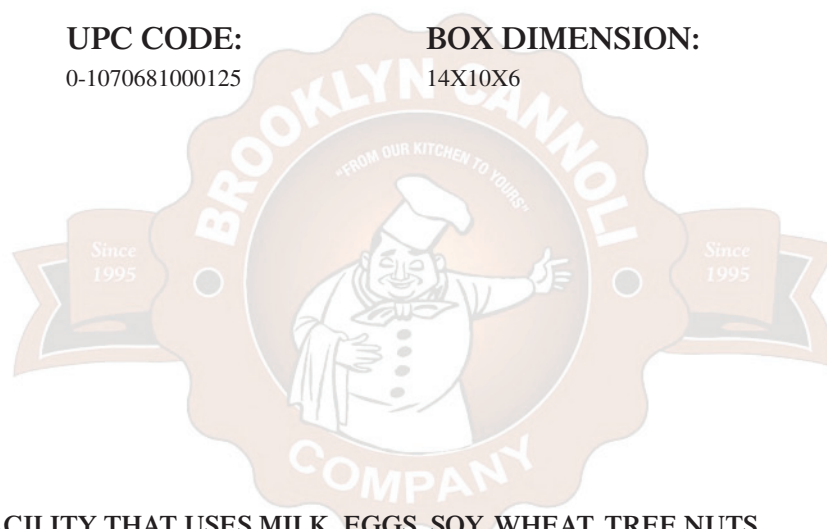 UPC CODE: BOX DIMENSION:
0-1070681000125 14X10X6
BROOKLYN CANNOLI
"FROM OUR KITCHEN TO YOURS"
Since
1995
Since
1995
COMPANY
CILITY THAT USES MILK, EGGS, SOY, WHEAT, TREE NUTS